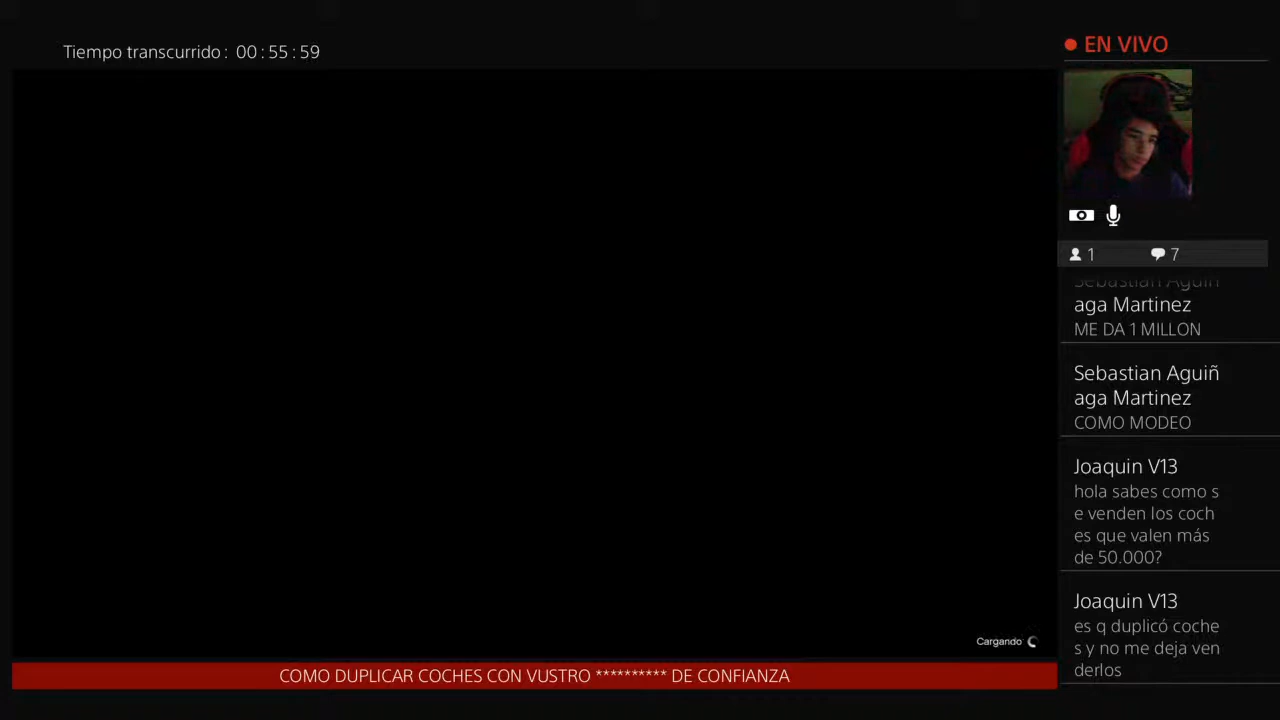 Tiempo transcurrido : 00 : 55 : 59
EN VIVO
1 7
Sebastian Aguiñ
aga Martinez
ME DA 1 MILLON
Sebastian Aguiñ
aga Martinez
COMO MODEO
Joaquin V13
hola sabes como s
e venden los coch
es que valen más
de 50.000?
Joaquin V13
es q duplicó coche
s y no me deja ven
derlos
Cargando
COMO DUPLICAR COCHES CON VUSTRO ********** DE CONFIANZA